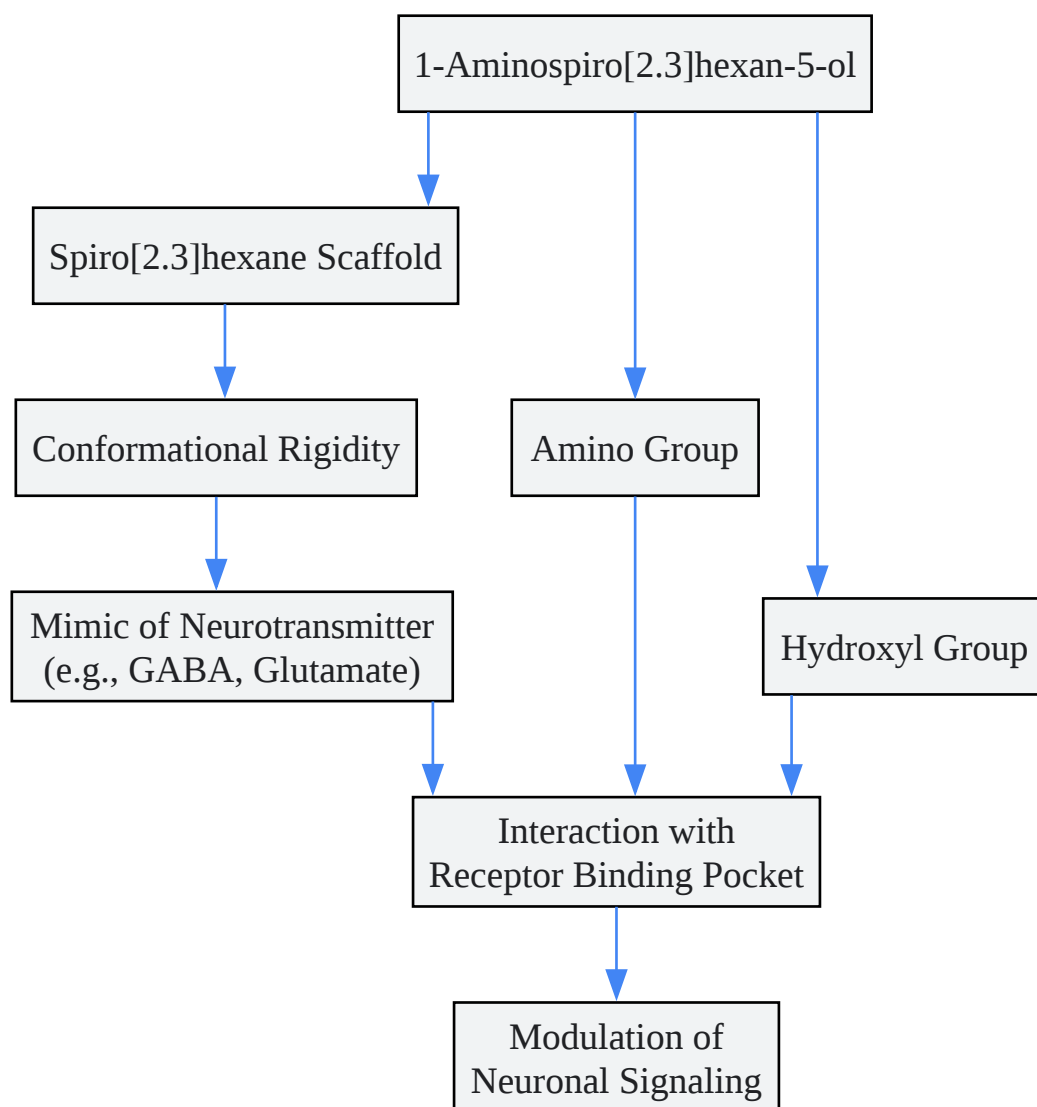 1-Aminospiro[2.3]hexan-5-ol
Spiro[2.3]hexane Scaffold
Conformational Rigidity
Amino Group
Mimic of Neurotransmitter
(e.g., GABA, Glutamate)
Hydroxyl Group
Interaction with
Receptor Binding Pocket
Modulation of
Neuronal Signaling